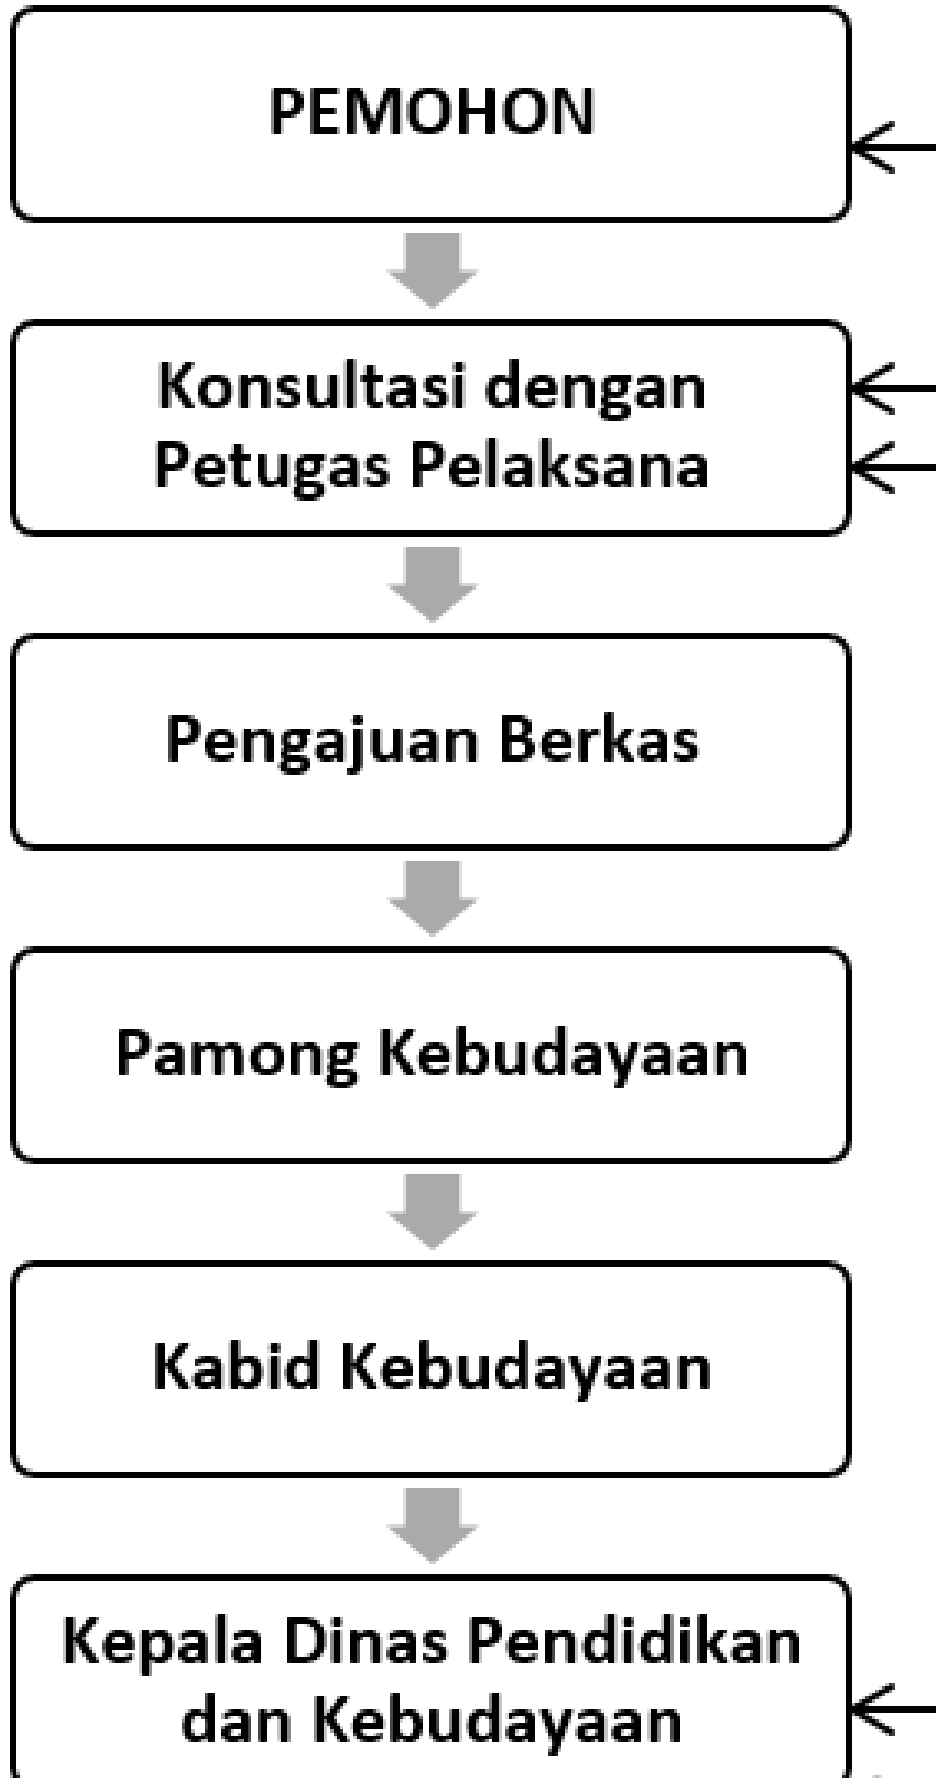 PEMOHON
Konsultasi dengan
Petugas Pelaksana
Pengajuan Berkas
Pamong Kebudayaan
Kabid Kebudayaan
Kepala Dinas Pendidikan
dan Kebudayaan